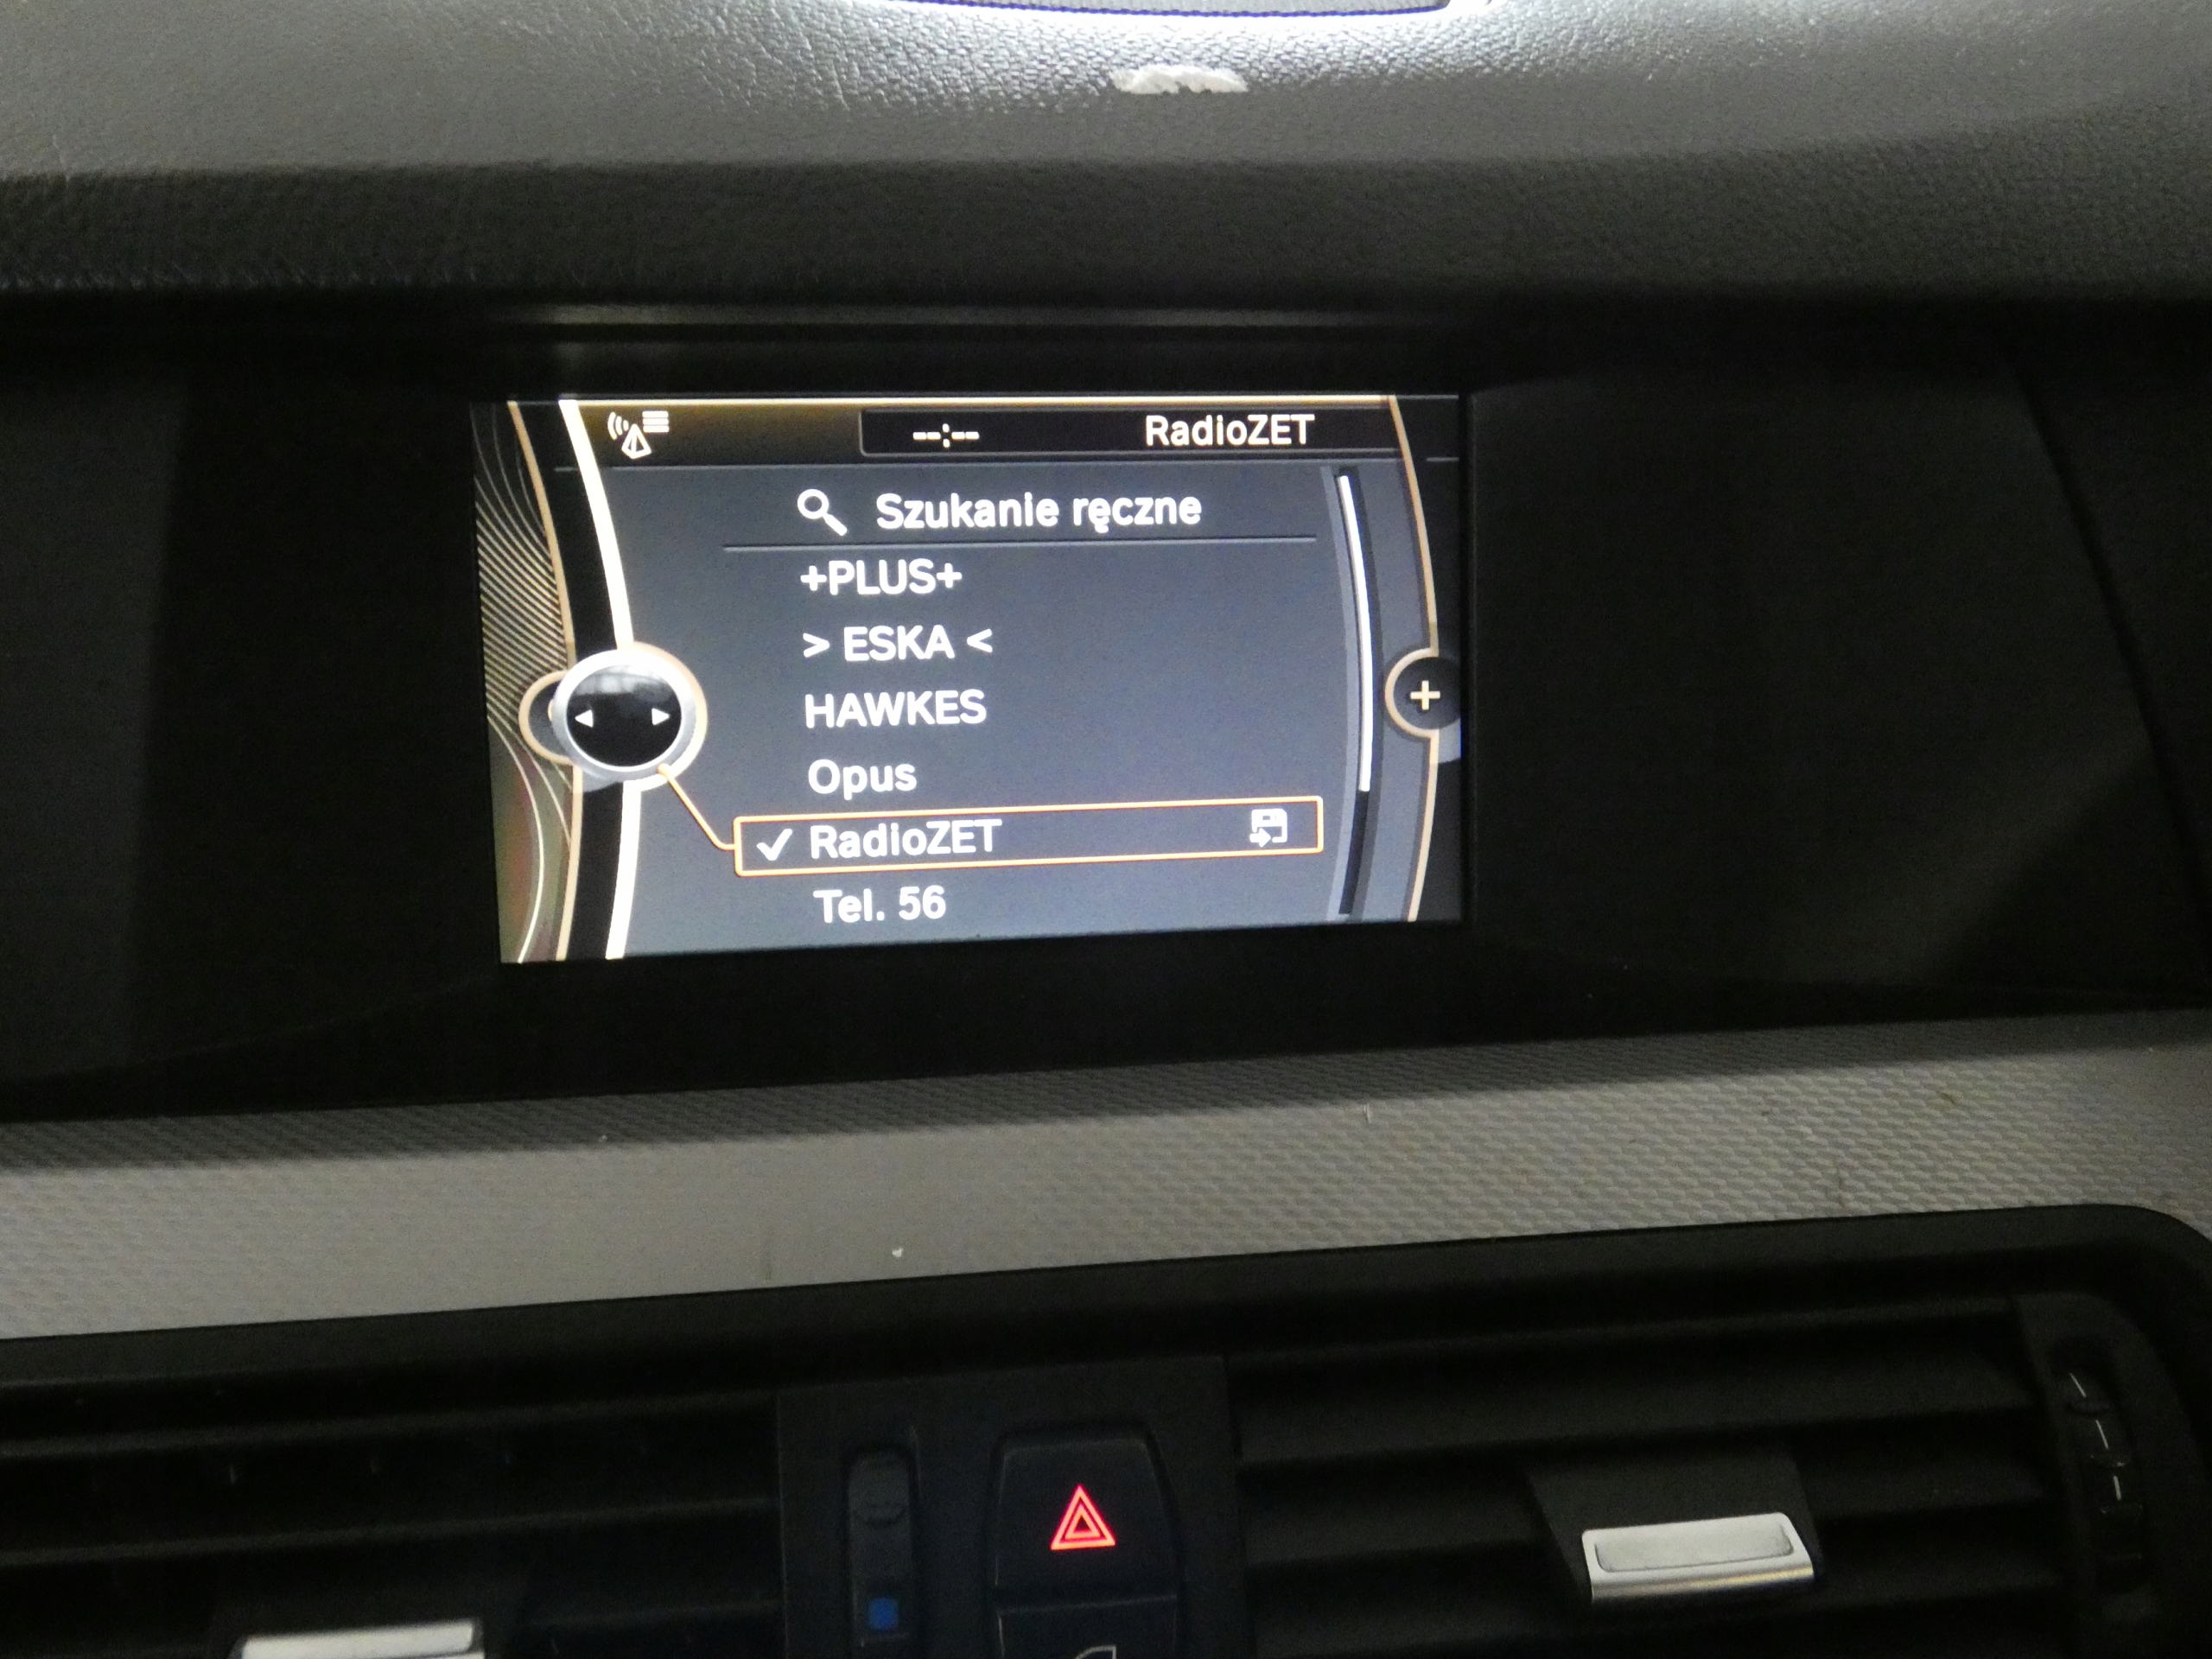 --:-- RadioZET
Szukanie ręczne
+PLUS+
> ESKA <
HAWKES
Opus
RadioZET
Tel. 56